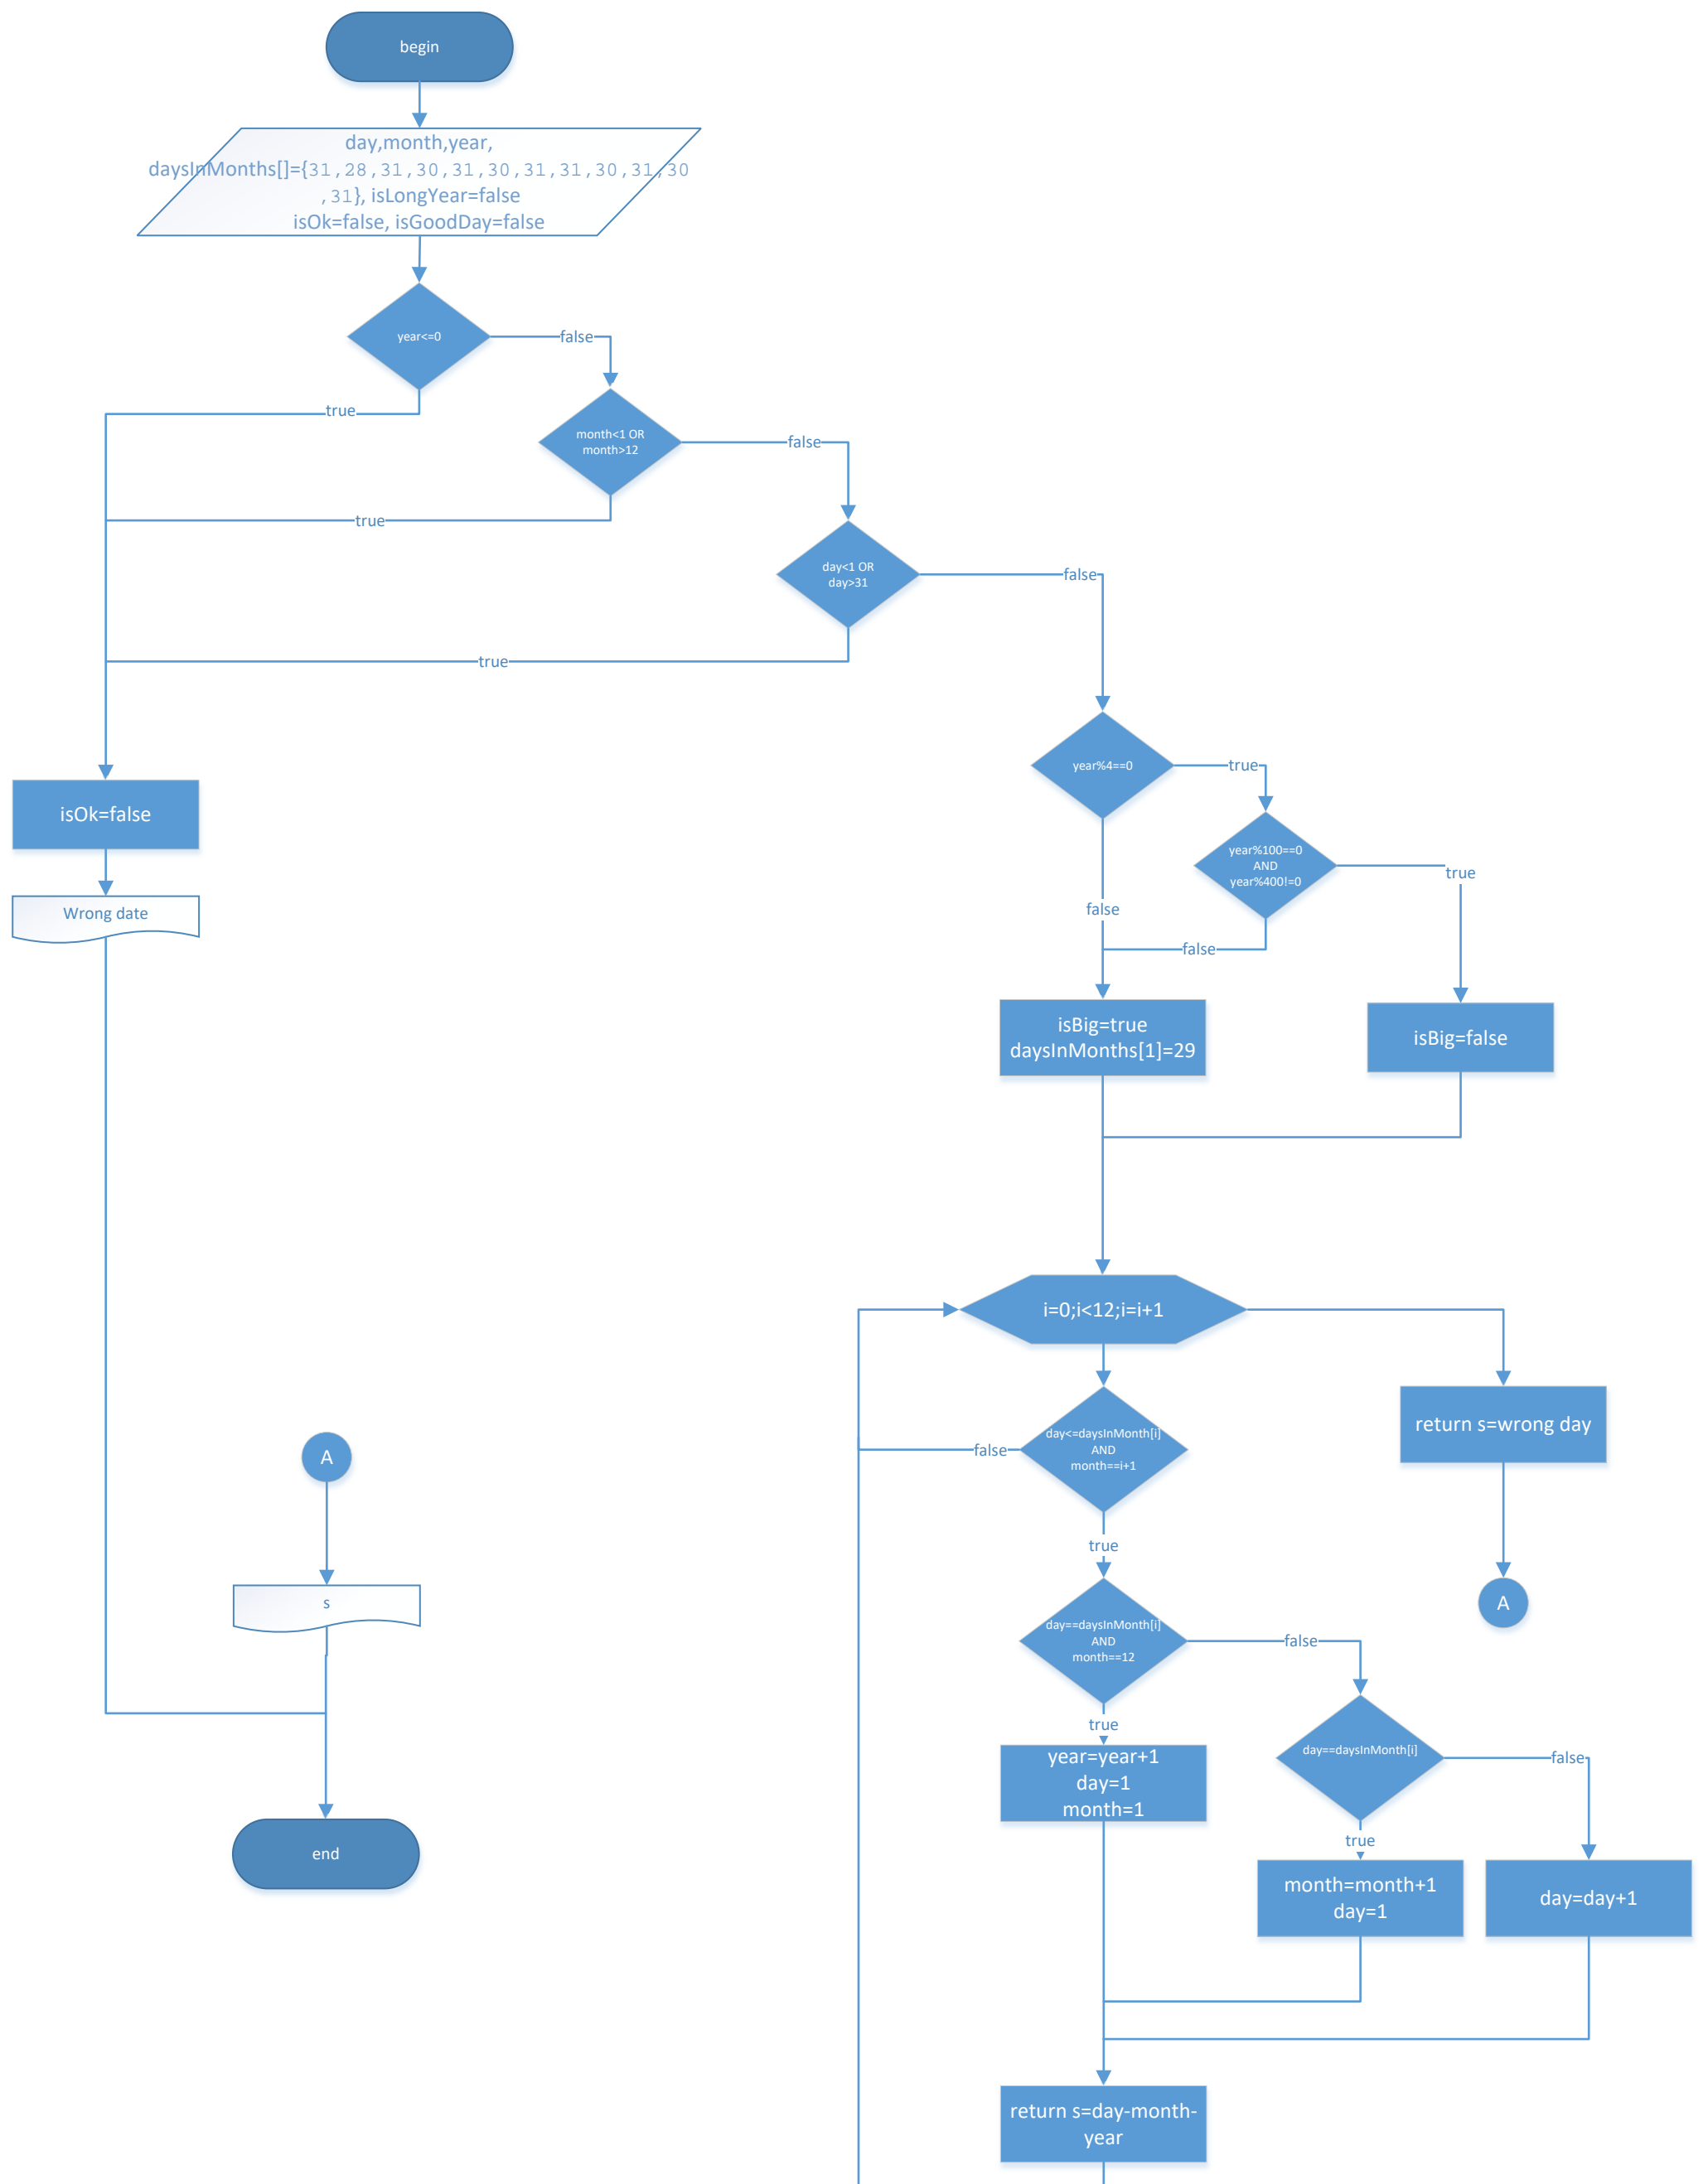 begin
day,month,year,
daysInMonths[]={31,28,31,30,31,30,31,31,30,31,30
,31}, isLongYear=false
isOk=false, isGoodDay=false
year<=0
false
true
month<1 OR
month>12
false
true
day<1 OR
day>31
false
true
year%4==0
true
isOk=false
year%100==0
AND
year%400!=0
true
Wrong date
false
false
isBig=true
daysInMonths[1]=29
isBig=false
i=0;i<12;i=i+1
return s=wrong day
day<=daysInMonth[i]
AND
month==i+1
false
A
true
s
A
day==daysInMonth[i]
AND
month==12
false
true
day==daysInMonth[i]
false
year=year+1
day=1
month=1
true
end
month=month+1
day=1
day=day+1
return s=day-month-
year